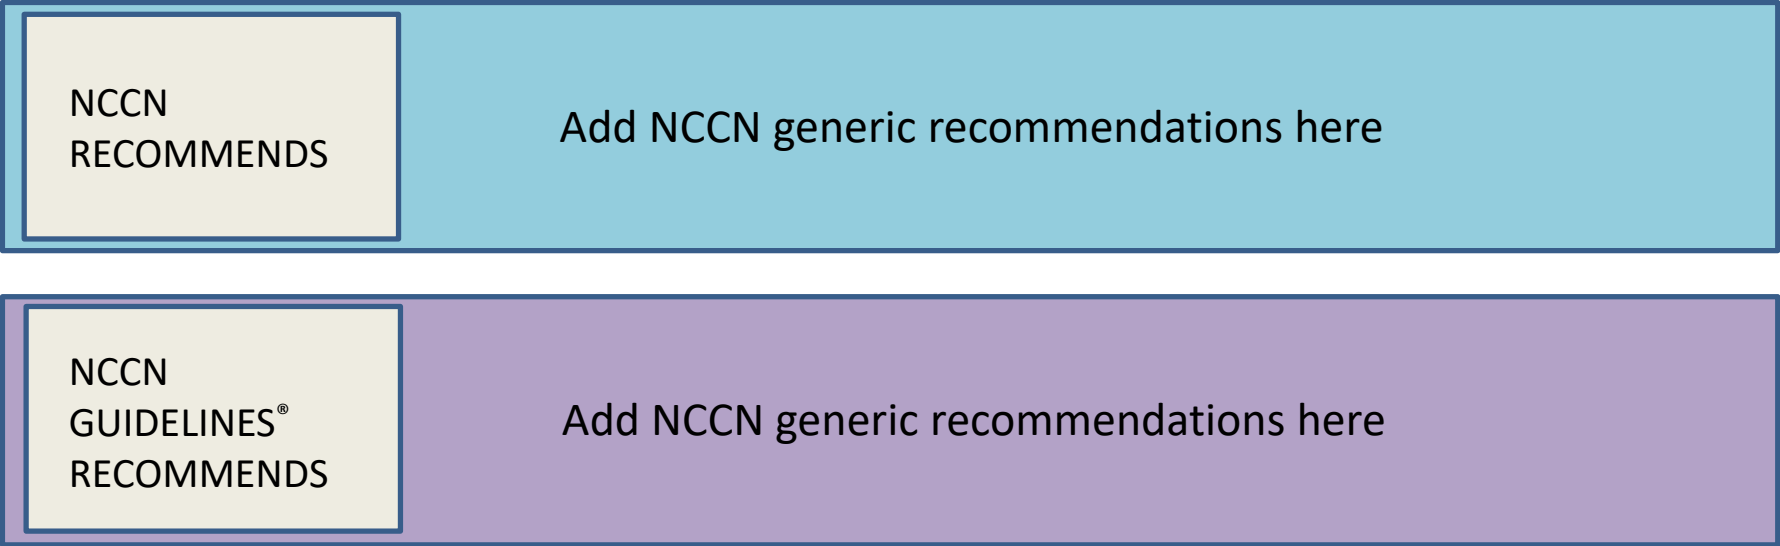 NCCN
RECOMMENDS
Add NCCN generic recommendations here
NCCN
GUIDELINES®
RECOMMENDS
Add NCCN generic recommendations here